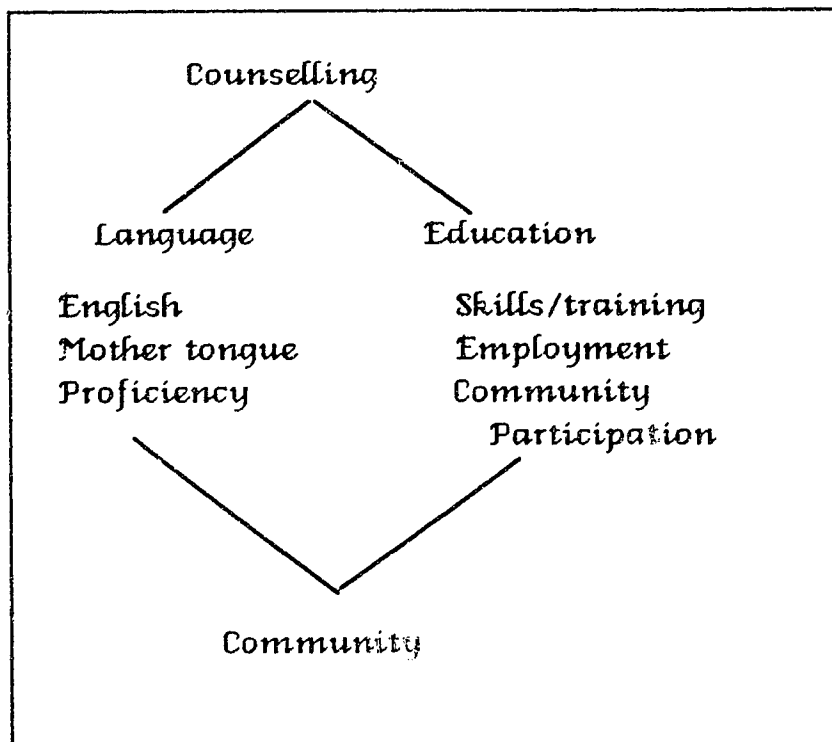 Counselling
Language Education
English Skills/training
Mother tongue Employment
Proficiency Community
Participation
Community